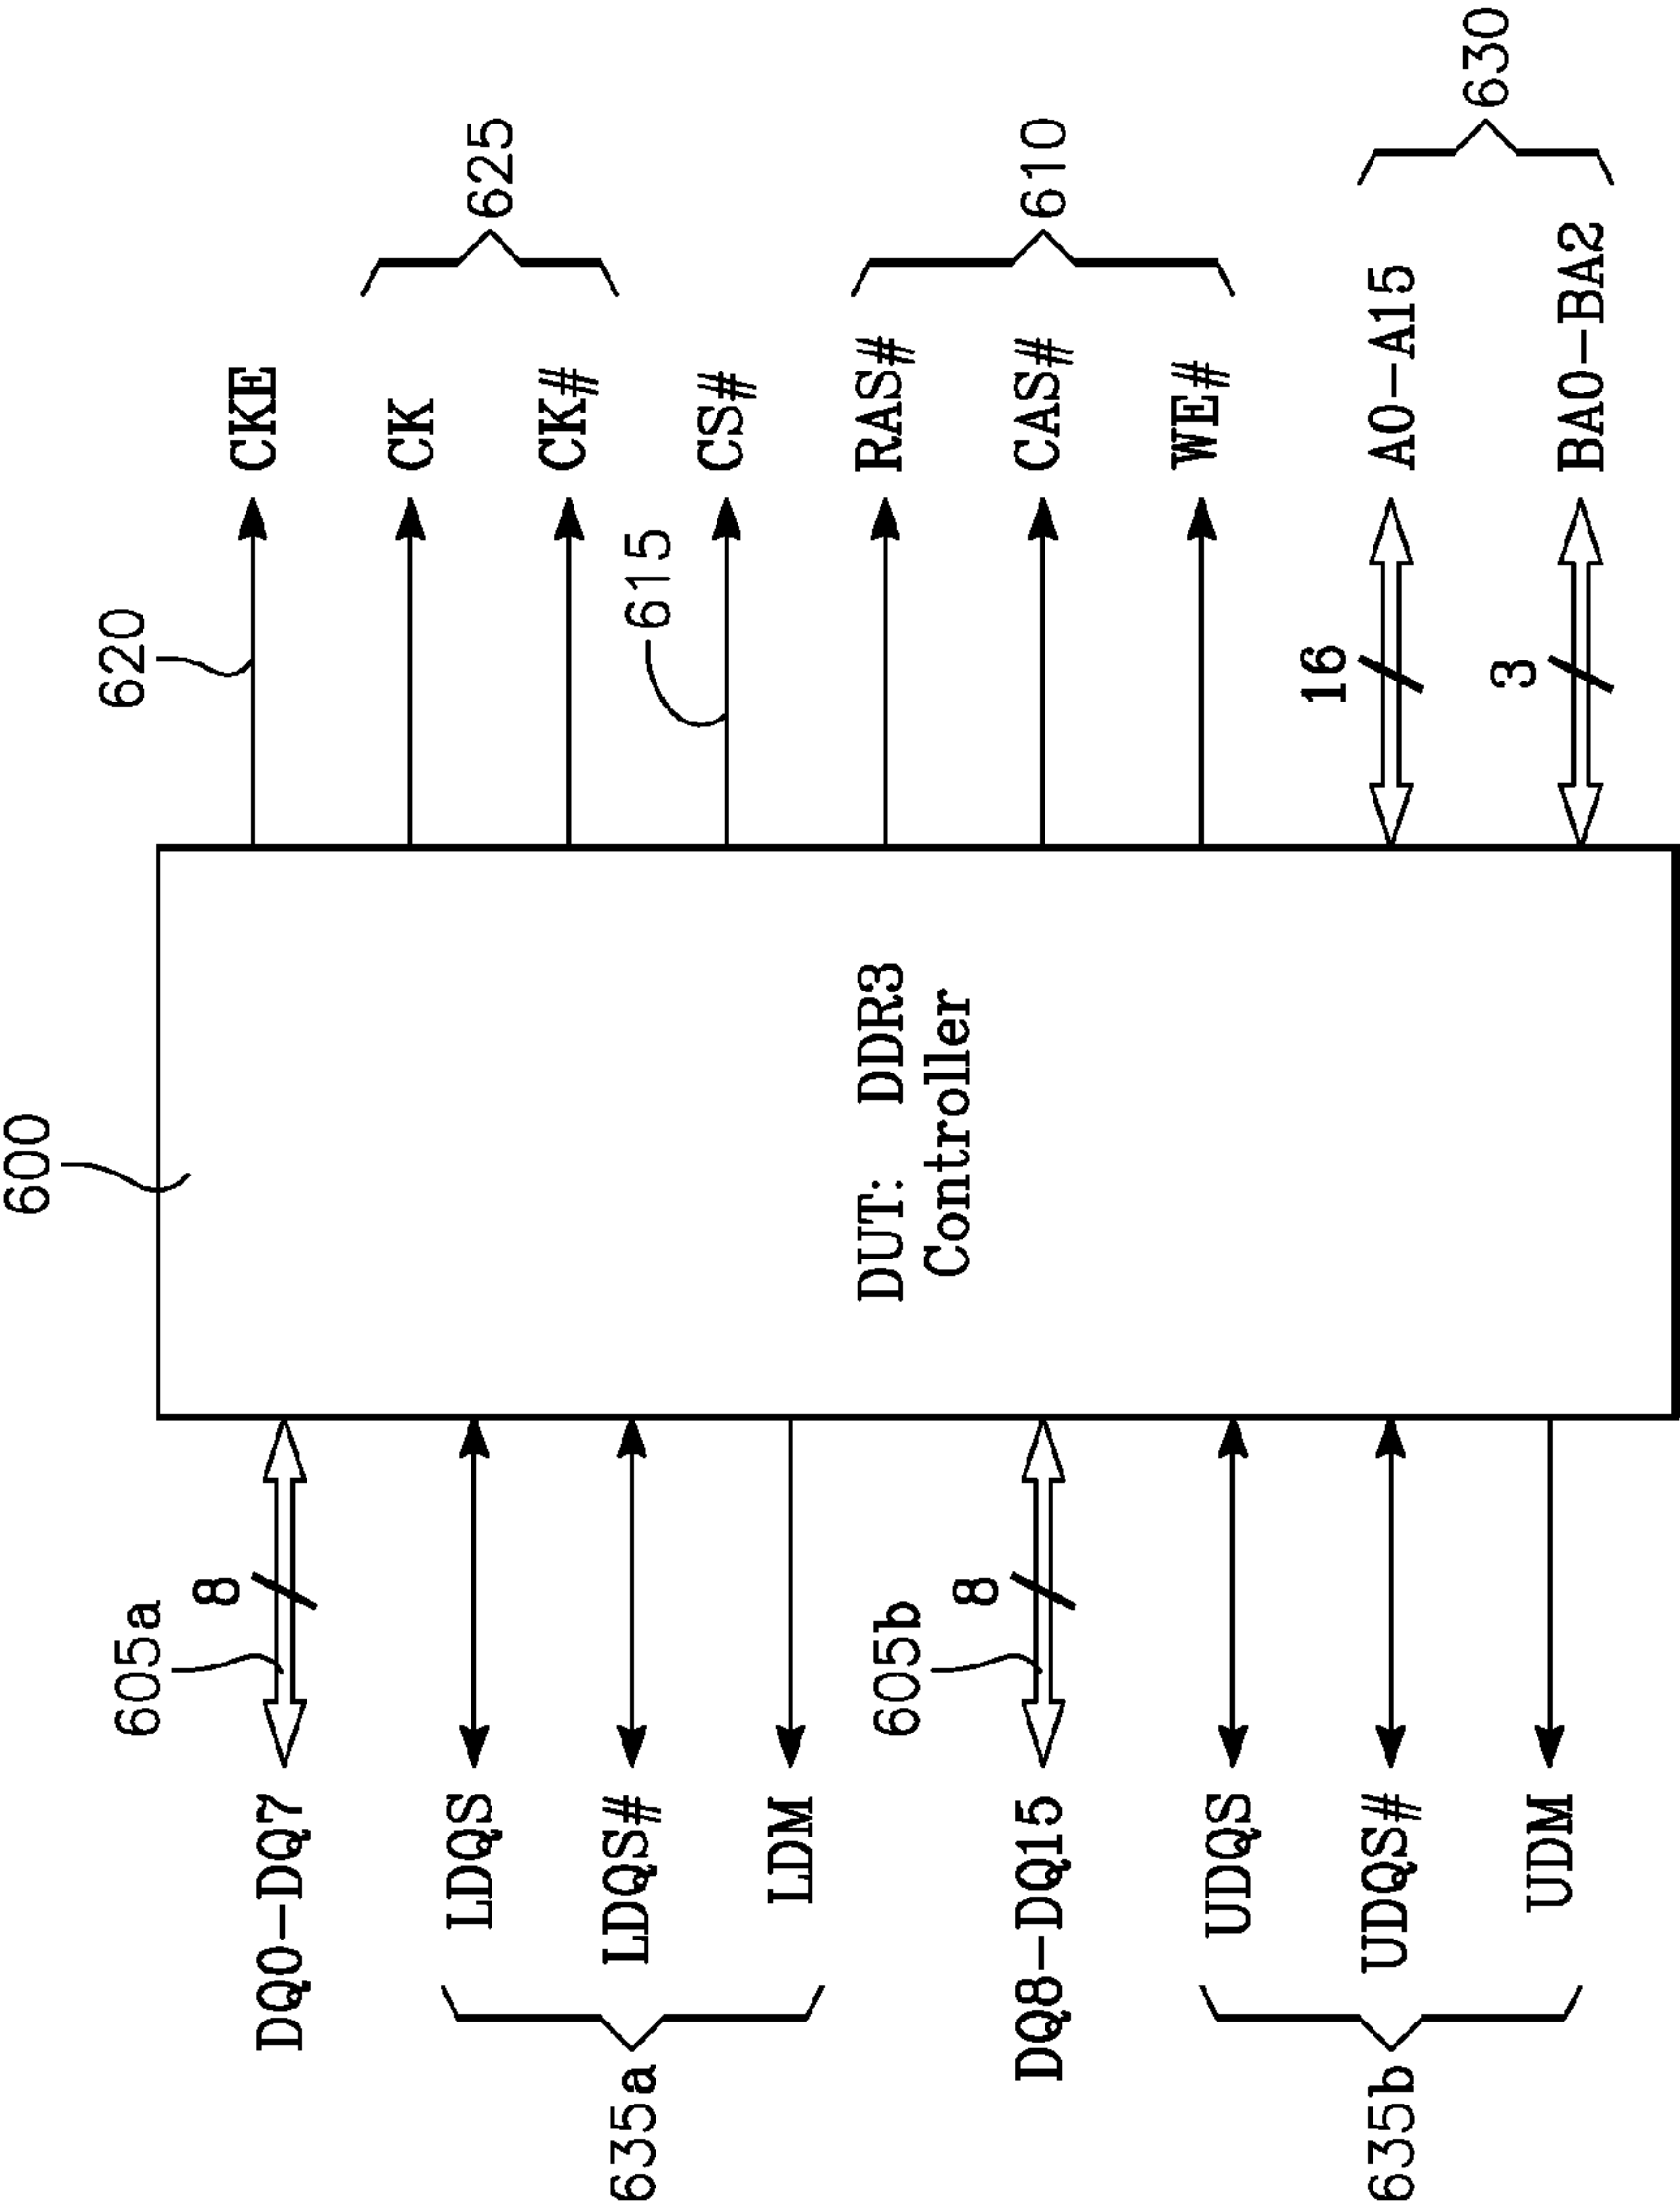 600
DUT: DDR3
Controller
605a
8
DQ0-DQ7
LDQS
LDQS#
LDM
635a
605b
8
DQ8-DQ15
UDQS
UDQS#
UDM
635b
620
CKE
CK
CK#
625
615
CS#
RAS#
CAS#
WE#
610
16
A0-A15
3
BA0-BA2
630